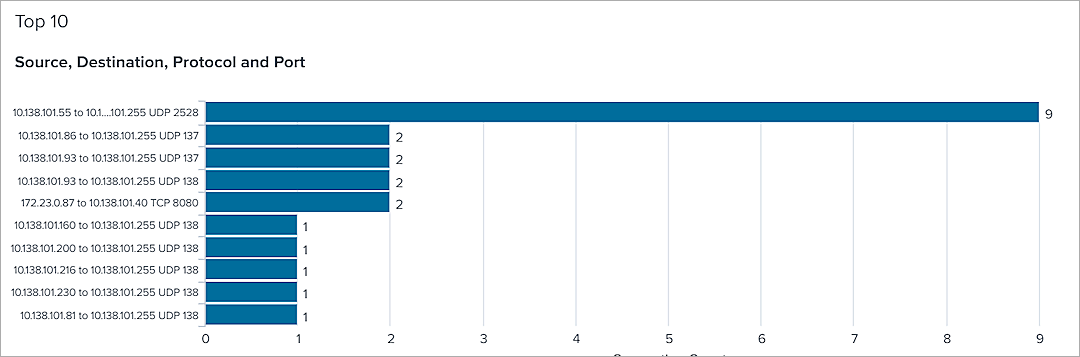 Top 10
Source, Destination, Protocol and Port
10.138.101.55 to 10.1....101.255 UDP 2528
9
10.138.101.86 to 10.138.101.255 UDP 137
2
10.138.101.93 to 10.138.101.255 UDP 137
2
10.138.101.93 to 10.138.101.255 UDP 138
2
172.23.0.87 to 10.138.101.40 TCP 8080
2
10.138.101.160 to 10.138.101.255 UDP 138
1
10.138.101.200 to 10.138.101.255 UDP 138
1
10.138.101.216 to 10.138.101.255 UDP 138
1
10.138.101.230 to 10.138.101.255 UDP 138
1
10.138.101.81 to 10.138.101.255 UDP 138
1
0 1 2 3 4 5 6 7 8 9